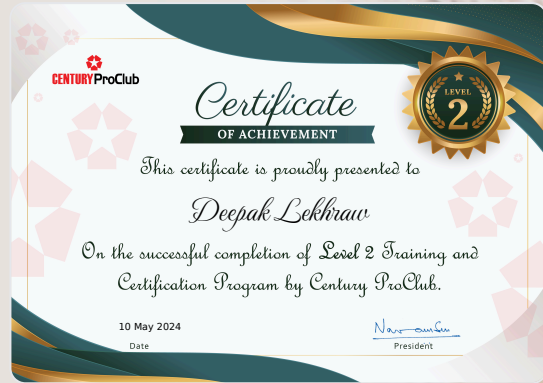 CENTURY ProClub
Certificate
OF ACHIEVEMENT
LEVEL
2
This certificate is proudly presented to
Deepak Lekhraw
On the successful completion of Level 2 Training and
Certification Program by Century ProClub.
10 May 2024
Date
President